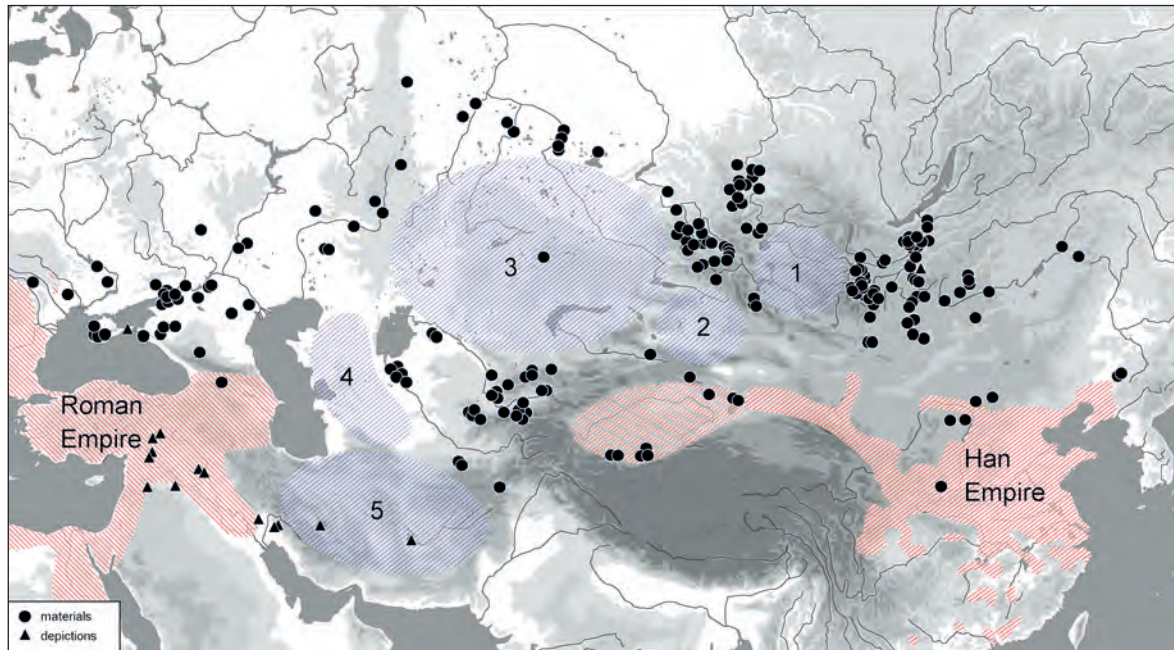 1
3
2
4
Roman
Empire
Han
Empire
5
materials
depictions